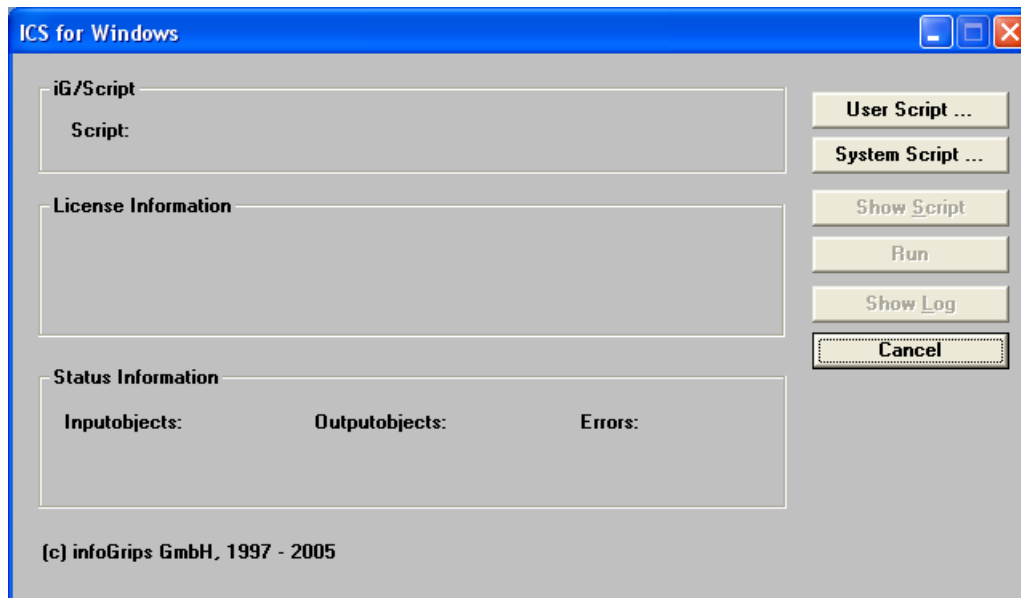 ICS for Windows
iG/Script
Script:
User Script ...
System Script ...
License Information
Show Script
Run
Show Log
Cancel
Status Information
Inputobjects: Outputobjects: Errors:
(c) infoGrips GmbH, 1997 - 2005